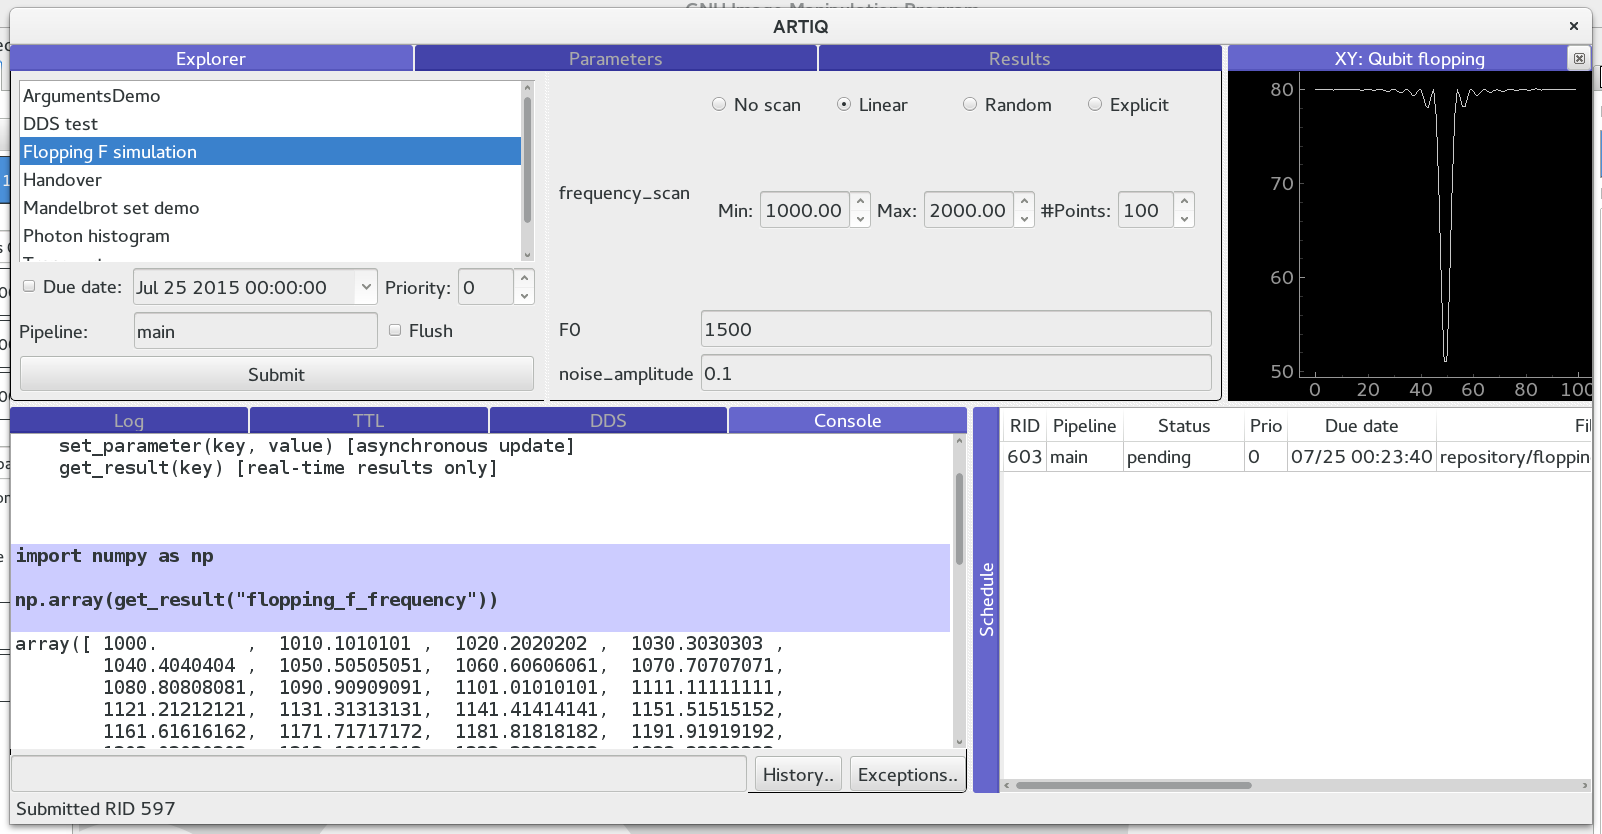 ARTIQ
Explorer
Parameters
Results
XY: Qubit flopping
ArgumentsDemo
DDS test
Flopping F simulation
Handover
Mandelbrot set demo
Photon histogram
Due date: Jul 25 2015 00:00:00 Priority: 0
Pipeline: main Flush
Submit
No scan Linear Random Explicit
frequency_scan
Min: 1000.00 Max: 2000.00 #Points: 100
F0 1500
noise_amplitude 0.1
80
70
60
50
0 20 40 60 80 100
Log TTL DDS Console
set_parameter(key, value) [asynchronous update]
get_result(key) [real-time results only]
import numpy as np
np.array(get_result("flopping_f_frequency"))
array([ 1000. , 1010.1010101 , 1020.2020202 , 1030.3030303 ,
1040.4040404 , 1050.50505051, 1060.60606061, 1070.70707071,
1080.80808081, 1090.90909091, 1101.01010101, 1111.11111111,
1121.21212121, 1131.31313131, 1141.41414141, 1151.51515152,
1161.61616162, 1171.71717172, 1181.81818182, 1191.91919192,
History.. Exceptions..
Schedule
RID Pipeline Status Prio Due date Fil
603 main pending 0 07/25 00:23:40 repository/floppin
Submitted RID 597